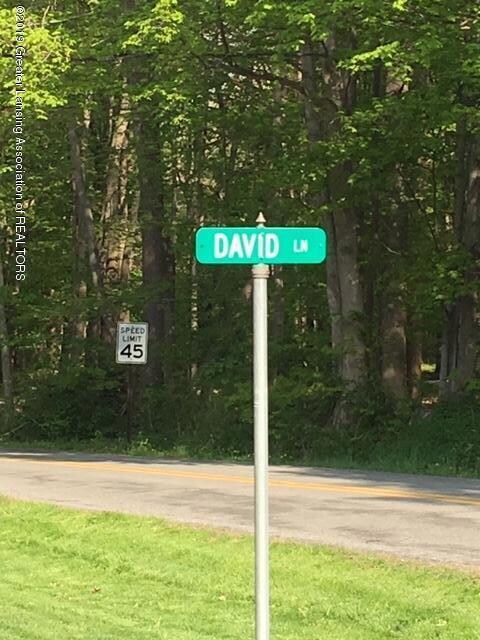 ©2019 Greater Lansing Association of REALTORS
DAVID LN
SPEED
LIMIT
45